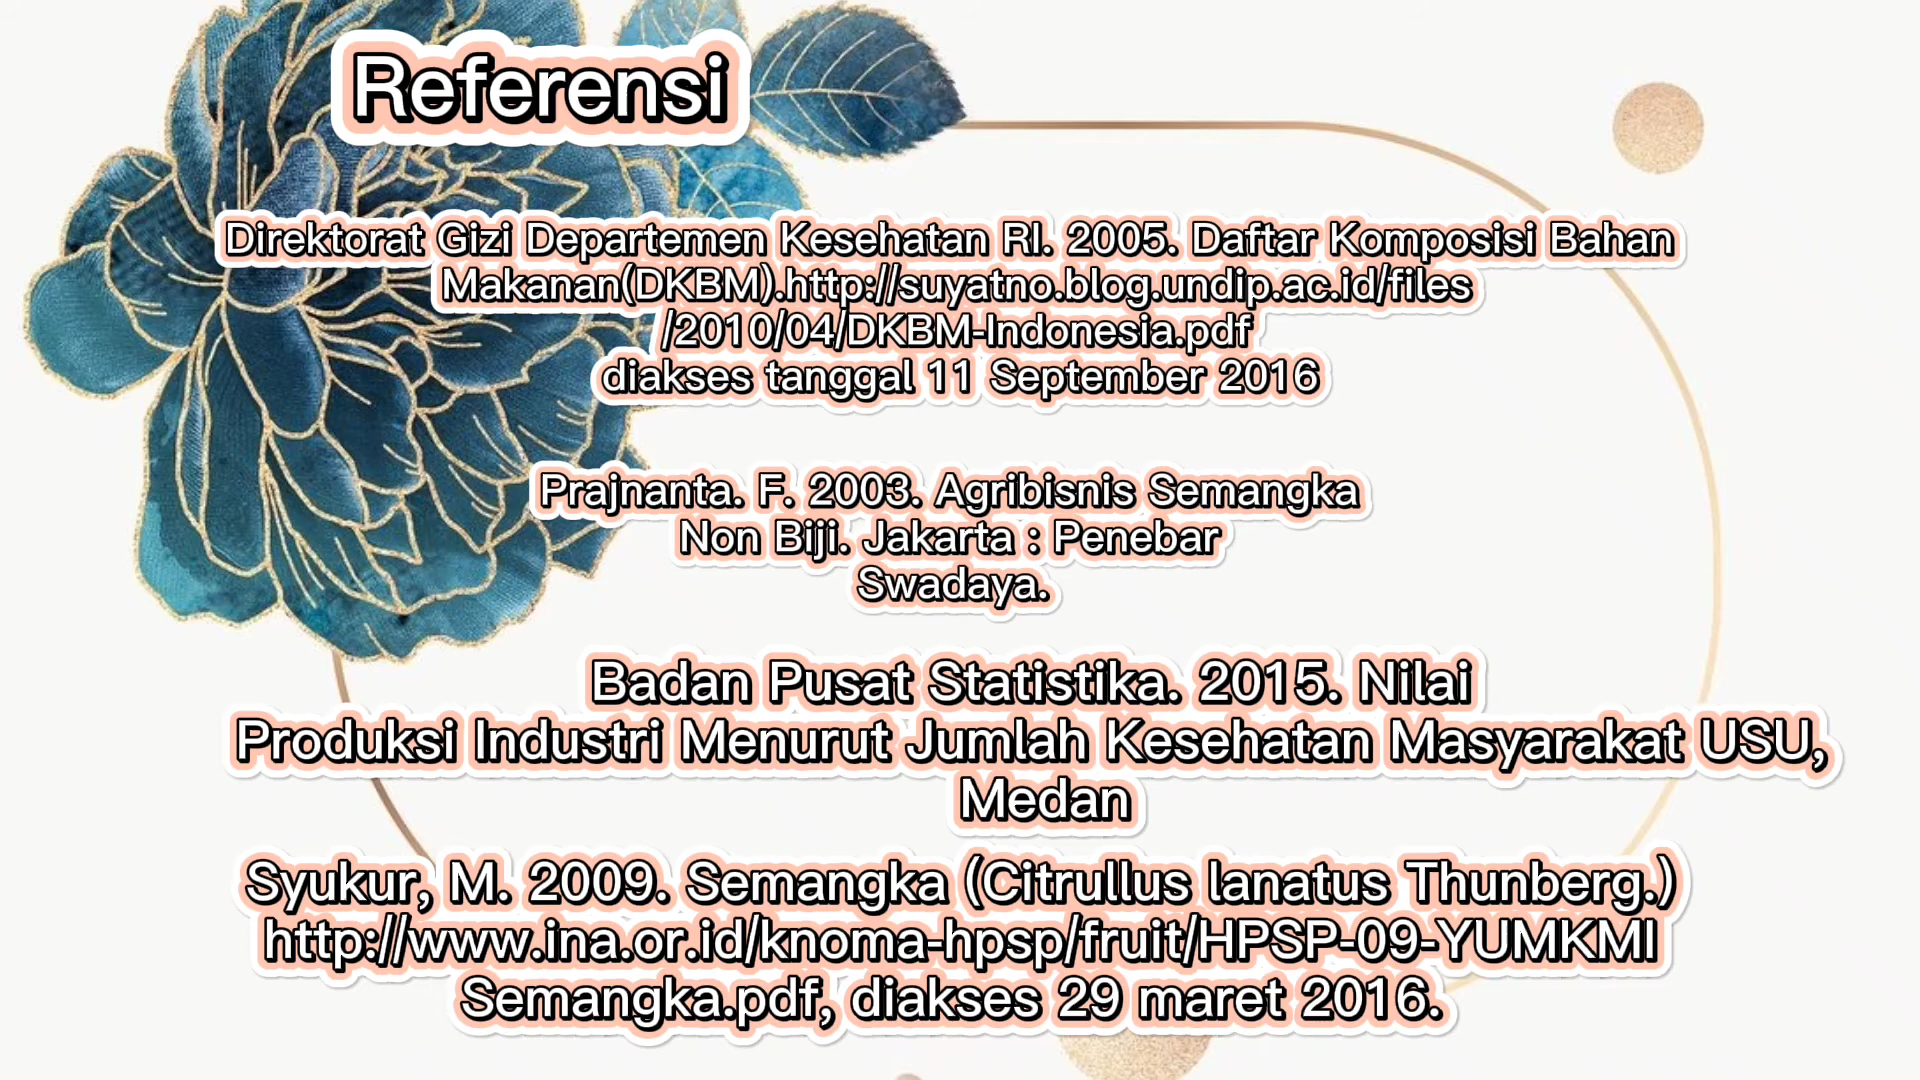 Referensi
Direktorat Gizi Departemen Kesehatan RI. 2005. Daftar Komposisi Bahan
Makanan(DKBM).http://suyatno.blog.undip.ac.id/files
/2010/04/DKBM-Indonesia.pdf
diakses tanggal 11 September 2016
Prajnanta. F. 2003. Agribisnis Semangka
Non Biji. Jakarta : Penebar
Swadaya.
Badan Pusat Statistika. 2015. Nilai
Produksi Industri Menurut Jumlah Kesehatan Masyarakat USU,
Medan
Syukur, M. 2009. Semangka (Citrullus lanatus Thunberg.)
http://www.ina.or.id/knoma-hpsp/fruit/HPSP-09-YUMKMI
Semangka.pdf, diakses 29 maret 2016.